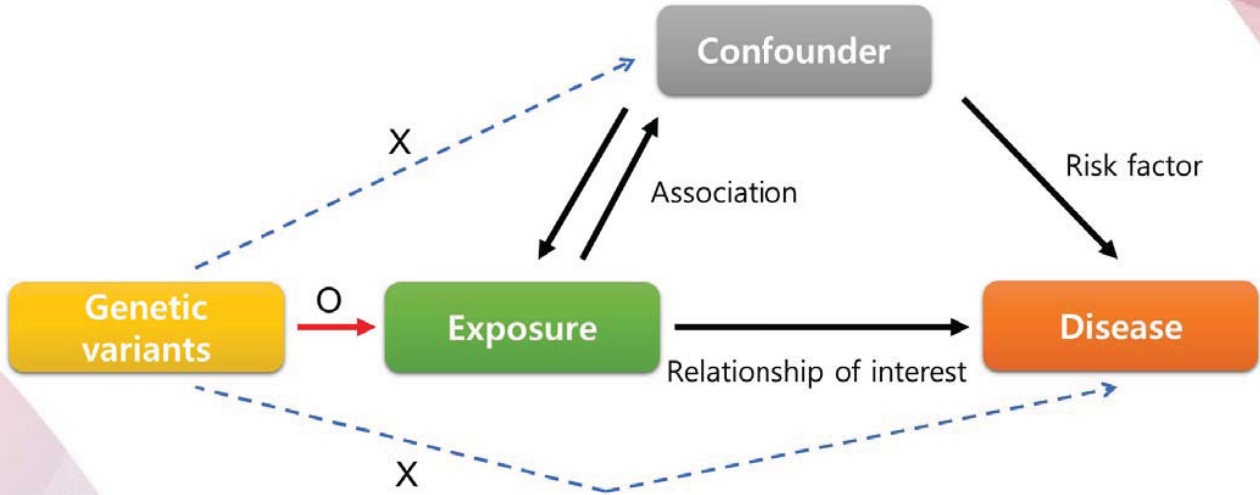 Confounder
X
Association
Risk factor
Genetic
variants
O
Exposure
Disease
Relationship of interest
X